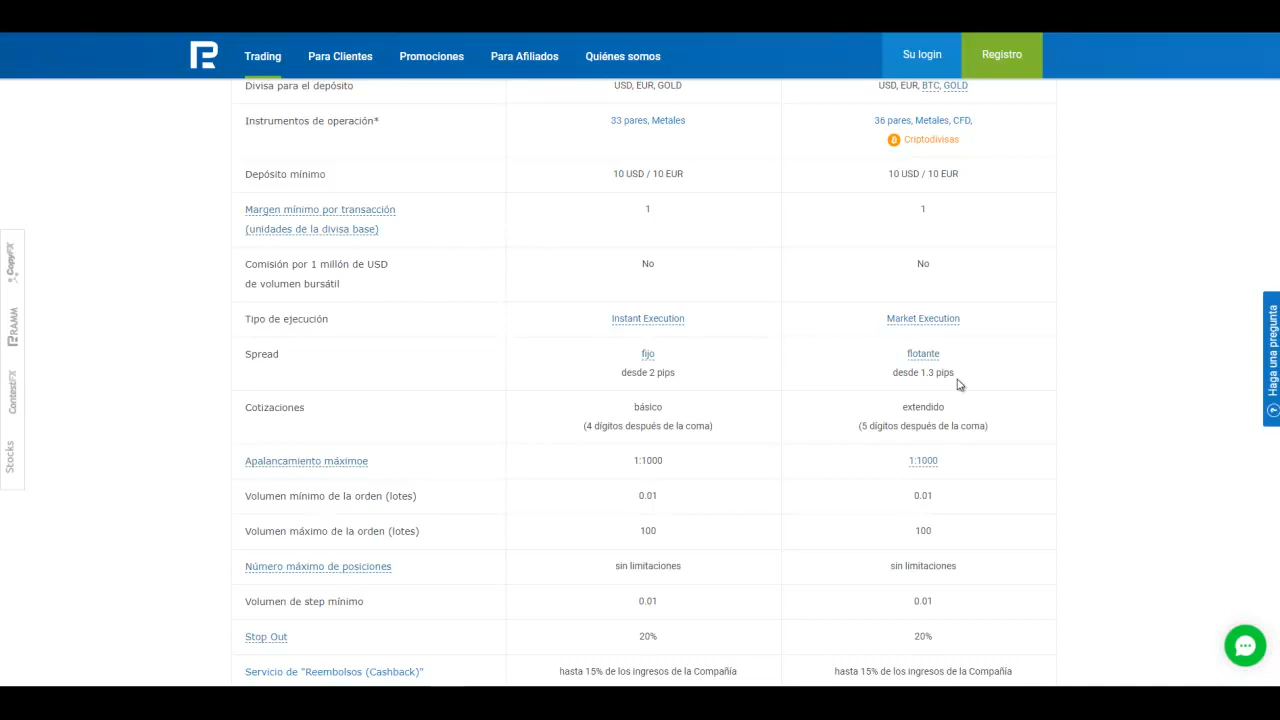 Trading
Para Clientes
Promociones
Para Afiliados
Quiénes somos
Su login
Registro
Divisa para el depósito
USD, EUR, GOLD
USD, EUR, BTC, GOLD
Instrumentos de operación*
33 pares, Metales
36 pares, Metales, CFD,
Criptodivisas
Depósito mínimo
10 USD / 10 EUR
10 USD / 10 EUR
Margen mínimo por transacción
(unidades de la divisa base)
1
1
Comisión por 1 millón de USD
de volumen bursátil
No
No
Tipo de ejecución
Instant Execution
Market Execution
Spread
fijo
desde 2 pips
flotante
desde 1.3 pips
Cotizaciones
básico
(4 dígitos después de la coma)
extendido
(5 dígitos después de la coma)
Apalancamiento máximoe
1:1000
1:1000
Volumen mínimo de la orden (lotes)
0.01
0.01
Volumen máximo de la orden (lotes)
100
100
Número máximo de posiciones
sin limitaciones
sin limitaciones
Volumen de step mínimo
0.01
0.01
Stop Out
20%
20%
Servicio de "Reembolsos (Cashback)"
hasta 15% de los ingresos de la Compañía
hasta 15% de los ingresos de la Compañía
CopyFX
RAMM
ContestFX
Stocks
Haga una pregunta